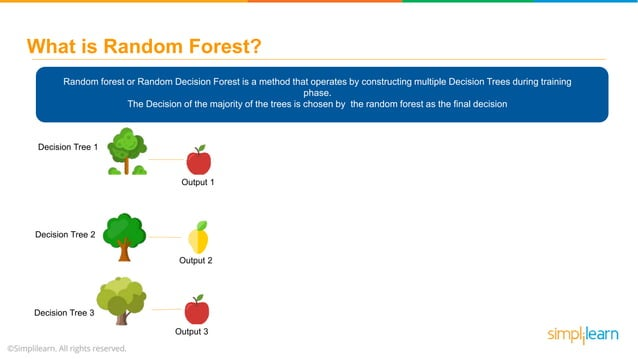 What is Random Forest?
Random forest or Random Decision Forest is a method that operates by constructing multiple Decision Trees during training
phase.
The Decision of the majority of the trees is chosen by the random forest as the final decision
Decision Tree 1
Output 1
Decision Tree 2
Output 2
Decision Tree 3
Output 3
©Simplilearn. All rights reserved.
simplilearn